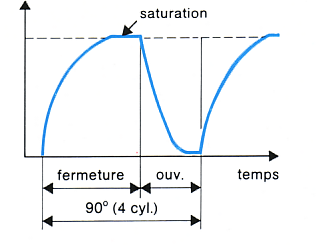 saturation
fermeture ouv. temps
90° (4 cyl.)